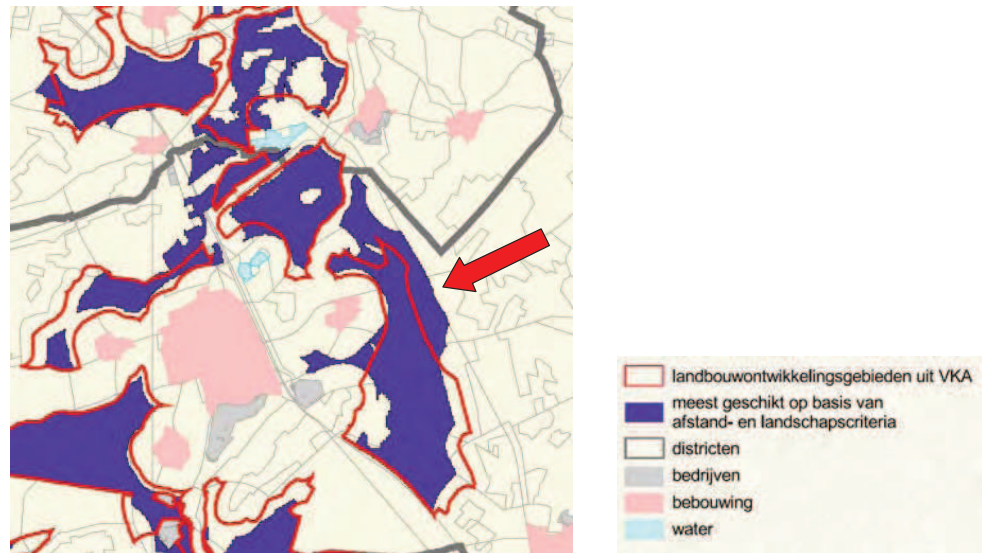 landbouwontwikkelingsgebieden uit VKA
meest geschikt op basis van
afstand- en landschapscriteria
districten
bedrijven
bebouwing
water